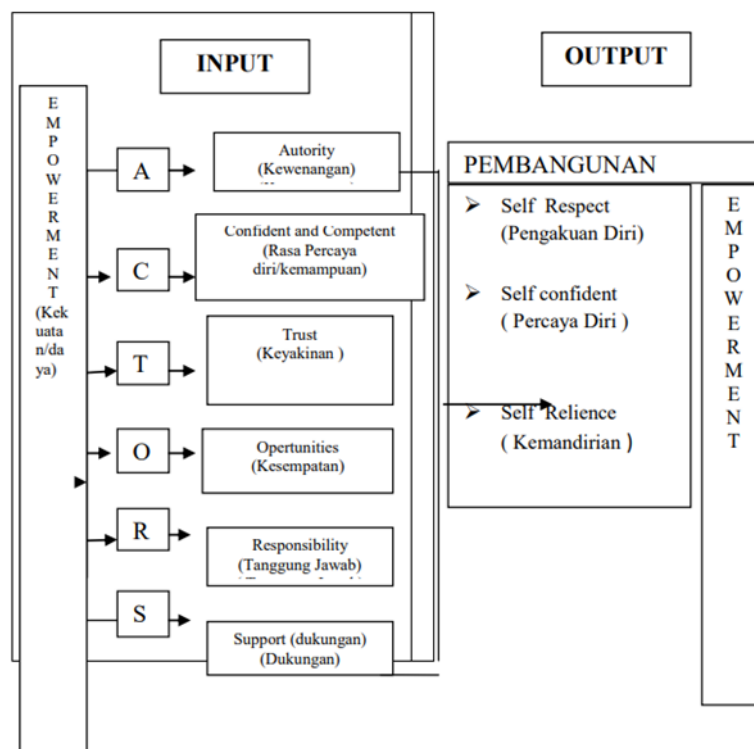 INPUT
OUTPUT
E
M
P
O
W
E
R
M
E
N
T
(Kek
uata
n/da
ya)
A
Autority
(Kewenangan)
C
Confident and Competent
(Rasa Percaya
diri/kemampuan)
T
Trust
(Keyakinan )
O
Opertunities
(Kesempatan)
R
Responsibility
(Tanggung Jawab)
S
Support (dukungan)
(Dukungan)
PEMBANGUNAN
➢ Self Respect
(Pengakuan Diri)
➢ Self confident
( Percaya Diri )
➢ Self Relience
( Kemandirian )
E
M
P
O
W
E
R
M
E
N
T